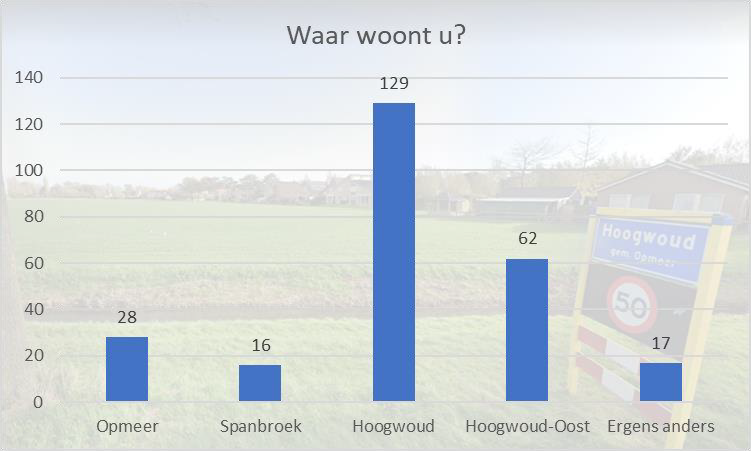 Waar woont u?
140
120
100
80
60
40
20
0
28
16
129
62
17
Opmeer
Spanbroek
Hoogwoud
Hoogwoud-Oost
Ergens anders
Hoogwoud
gem. Opmeer
50